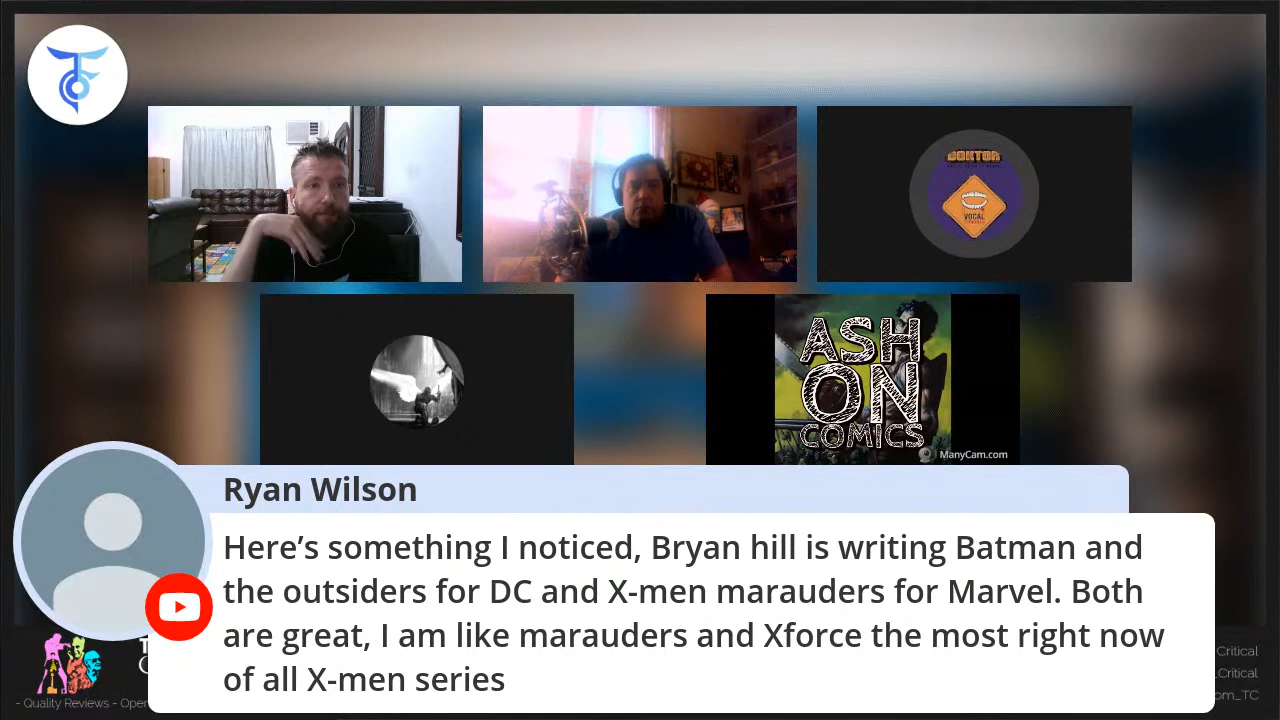 DOKTOR
VOCAL
ASH
ON
COMICS
ManyCam.com
Ryan Wilson
Here’s something I noticed, Bryan hill is writing Batman and
the outsiders for DC and X-men marauders for Marvel. Both
are great, I am like marauders and Xforce the most right now
of all X-men series
Critical
_Critical
om_TC
- Quality Reviews - Oper